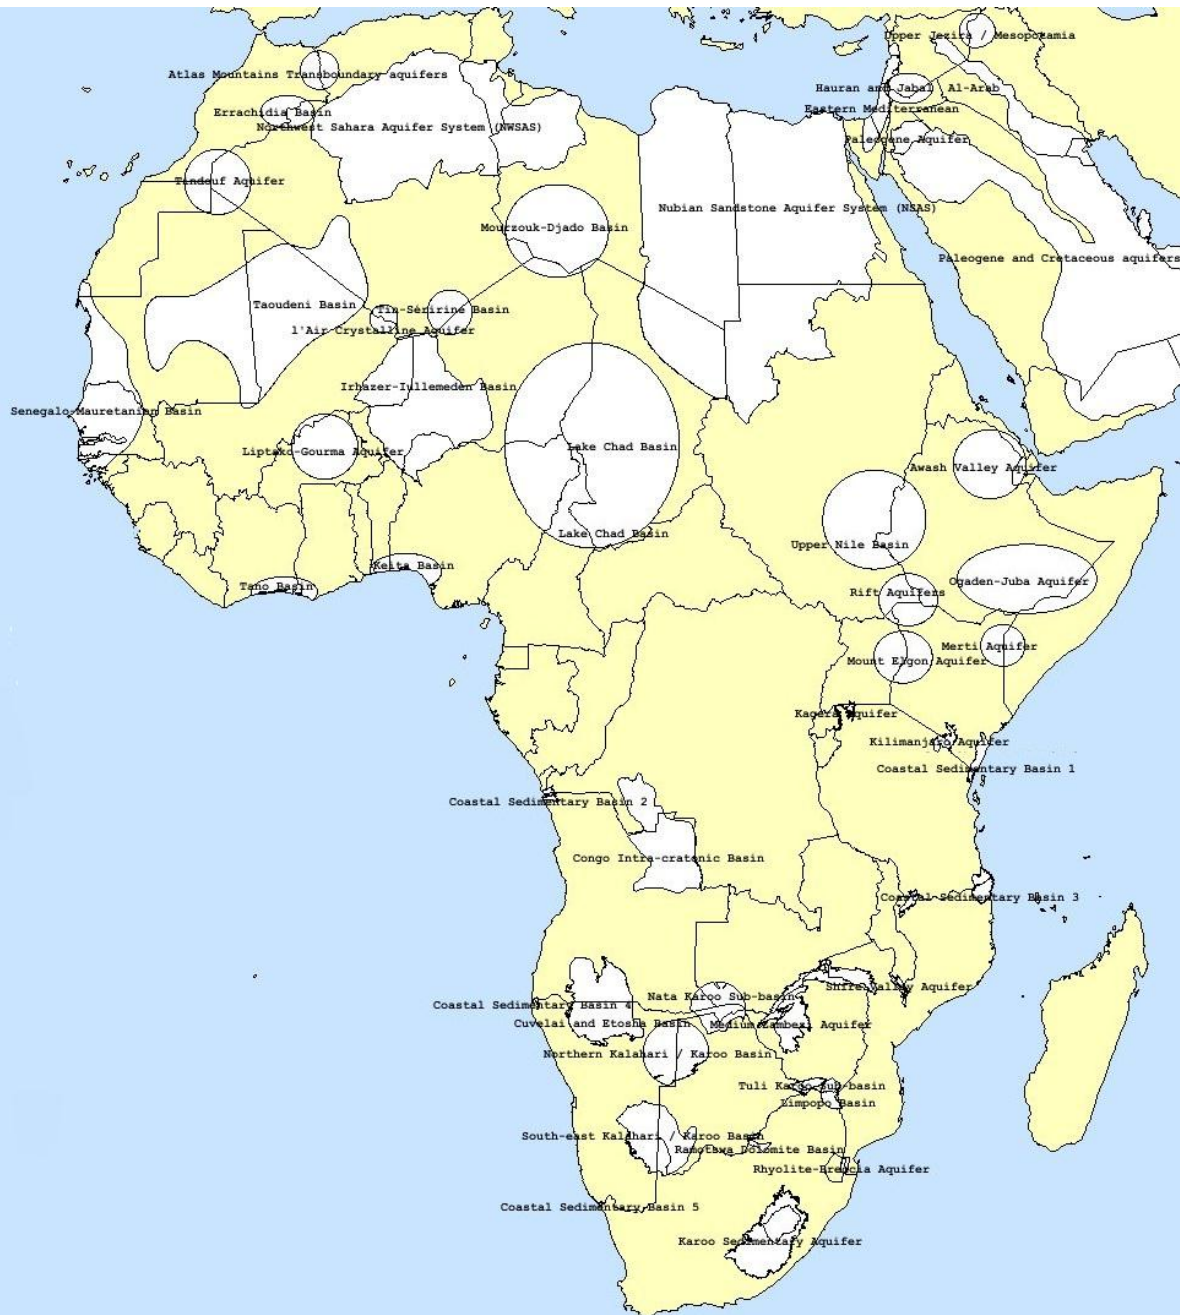 Upper Jezira / Mesopotamia
Atlas Mountains Transboundary aquifers
Hauran and Jabal Al-Arab
Errachidia Basin
Eastern Mediterranean
Northwest Sahara Aquifer System (NWSAS)
Paleogene Aquifer
Tindouf Aquifer
Nubian Sandstone Aquifer System (NSAS)
Mourzouk-Djado Basin
Paleogene and Cretaceous aquifers
Taoudeni Basin
Tin-Séririne Basin
l'Air Crystalline Aquifer
Irhazer-Iullemeden Basin
Senegalo-Mauretanian Basin
Lake Chad Basin
Liptako-Gourma Aquifer
Awash Valley Aquifer
Lake Chad Basin
Upper Nile Basin
Keita Basin
Ogaden-Juba Aquifer
Tano Basin
Rift Aquifers
Merti Aquifer
Mount Elgon Aquifer
Kagera Aquifer
Kilimanjaro Aquifer
Coastal Sedimentary Basin 1
Coastal Sedimentary Basin 2
Congo Intra-cratonic Basin
Coastal Sedimentary Basin 3
Shire Valley Aquifer
Nata Karoo Sub-basin
Coastal Sedimentary Basin 4
Cuvelai and Etosha Basin
Medium Zambezi Aquifer
Northern Kalahari / Karoo Basin
Tuli Karoo Sub-basin
Limpopo Basin
South-east Kalahari / Karoo Basin
Ramotswa Dolomite Basin
Rhyolite-Breccia Aquifer
Coastal Sedimentary Basin 5
Karoo Sedimentary Aquifer